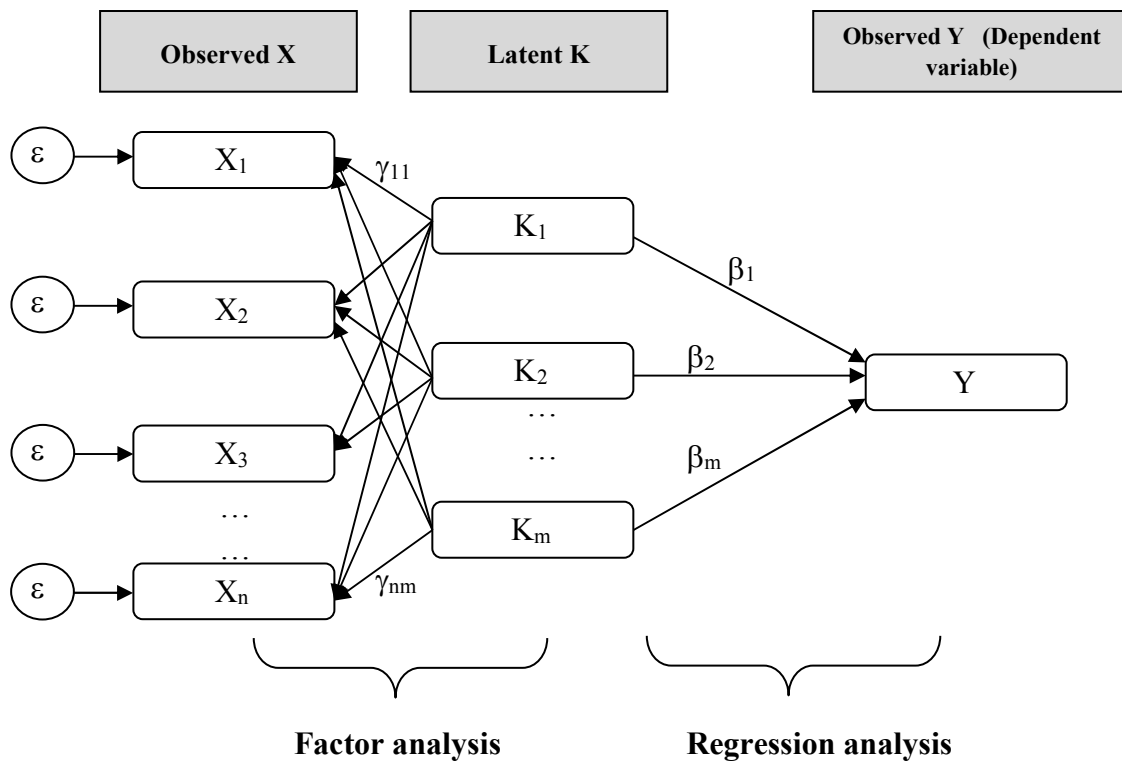 Observed X
Latent K
Observed Y (Dependent
variable)
ε
X₁
γ₁₁
K₁
β₁
ε
X₂
K₂
β₂
Y
...
ε
X₃
...
βₘ
...
Kₘ
...
ε
Xₙ
γₙₘ
Factor analysis
Regression analysis